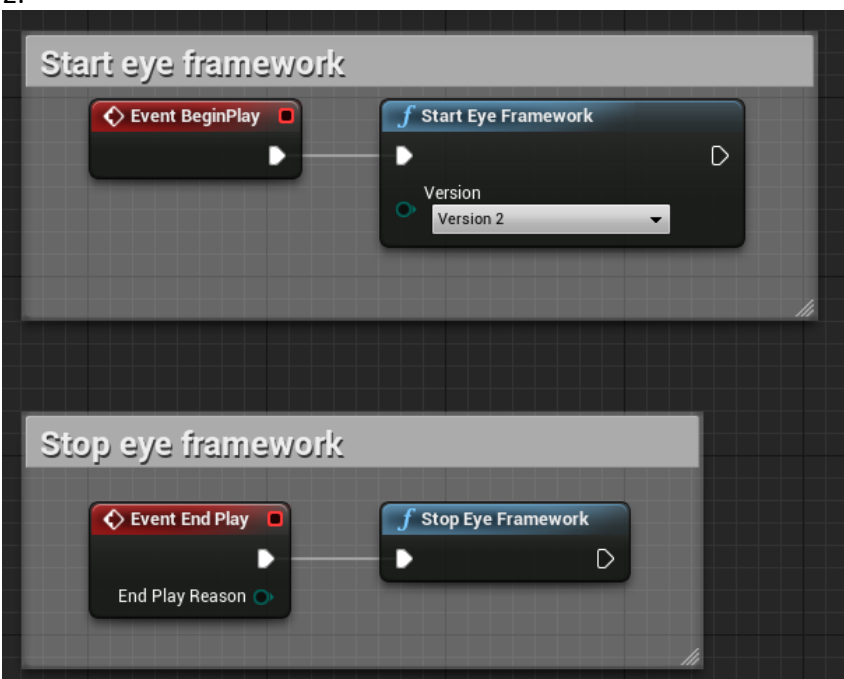 2.
Start eye framework
Event BeginPlay
f Start Eye Framework
Version
Version 2
Stop eye framework
Event End Play
f Stop Eye Framework
End Play Reason